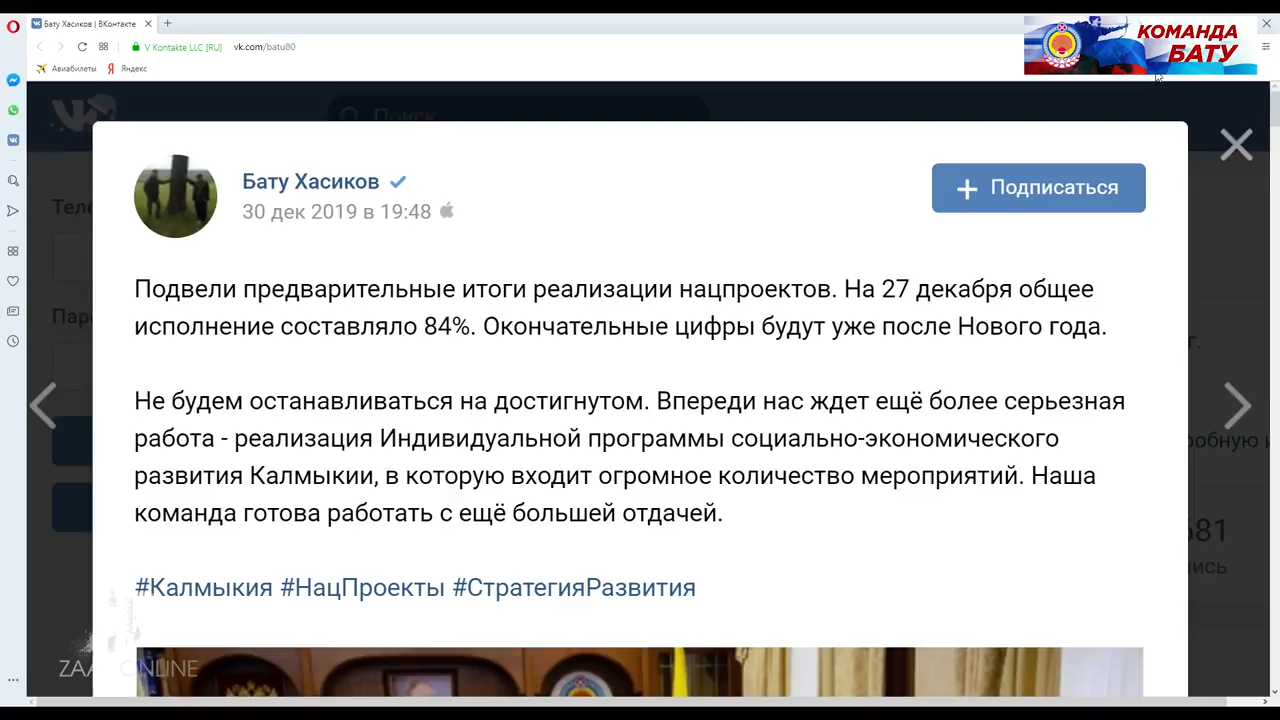 Бату Хасиков | ВКонтакте
V Kontakte LLC [RU] vk.com/batu80
Авиабилеты Яндекс
КОМАНДА
БАТУ
Поиск
Бату Хасиков
30 дек 2019 в 19:48
Подписаться
Подвели предварительные итоги реализации нацпроектов. На 27 декабря общее
исполнение составляло 84%. Окончательные цифры будут уже после Нового года.
Не будем останавливаться на достигнутом. Впереди нас ждет ещё более серьезная
работа - реализация Индивидуальной программы социально-экономического
развития Калмыкии, в которую входит огромное количество мероприятий. Наша
команда готова работать с ещё большей отдачей.
#Калмыкия #НацПроекты #СтратегияРазвития
ONLINE